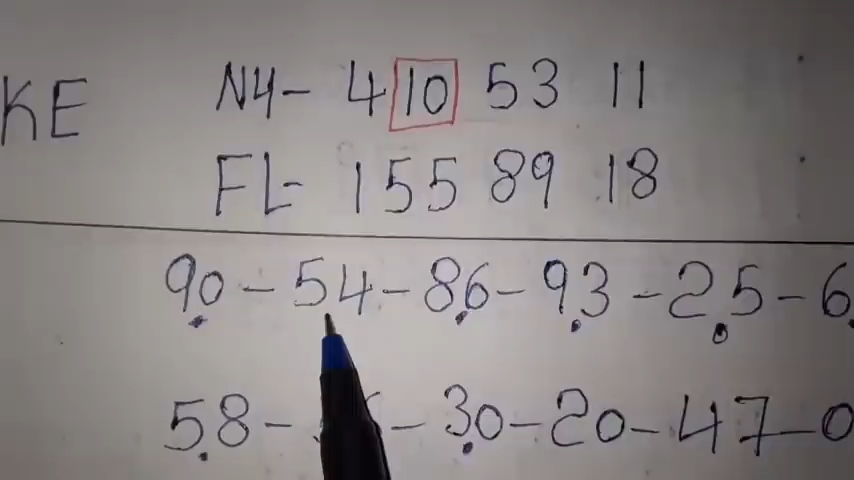 KE
NY- 4 10 53 11
FL- 155 89 18
90 - 54 - 86 - 93 - 25 - 6
58 - - 30 - 20 - 47 - 0